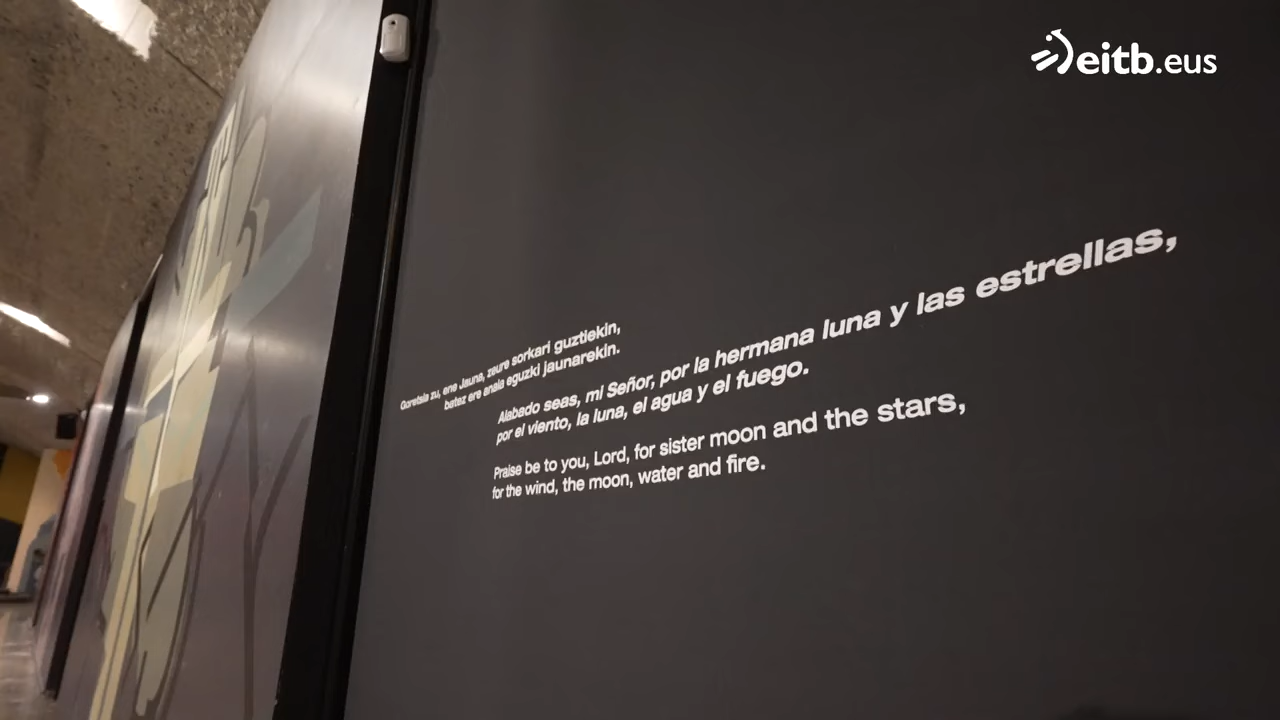 eitb.eus
Goretsia zu, ene Jauna, zeure sorkari guztiekin,
batez ere anaia eguzki jaunarekin.
Alabado seas, mi Señor, por la hermana luna y las estrellas,
por el viento, la luna, el agua y el fuego.
Praise be to you, Lord, for sister moon and the stars,
for the wind, the moon, water and fire.